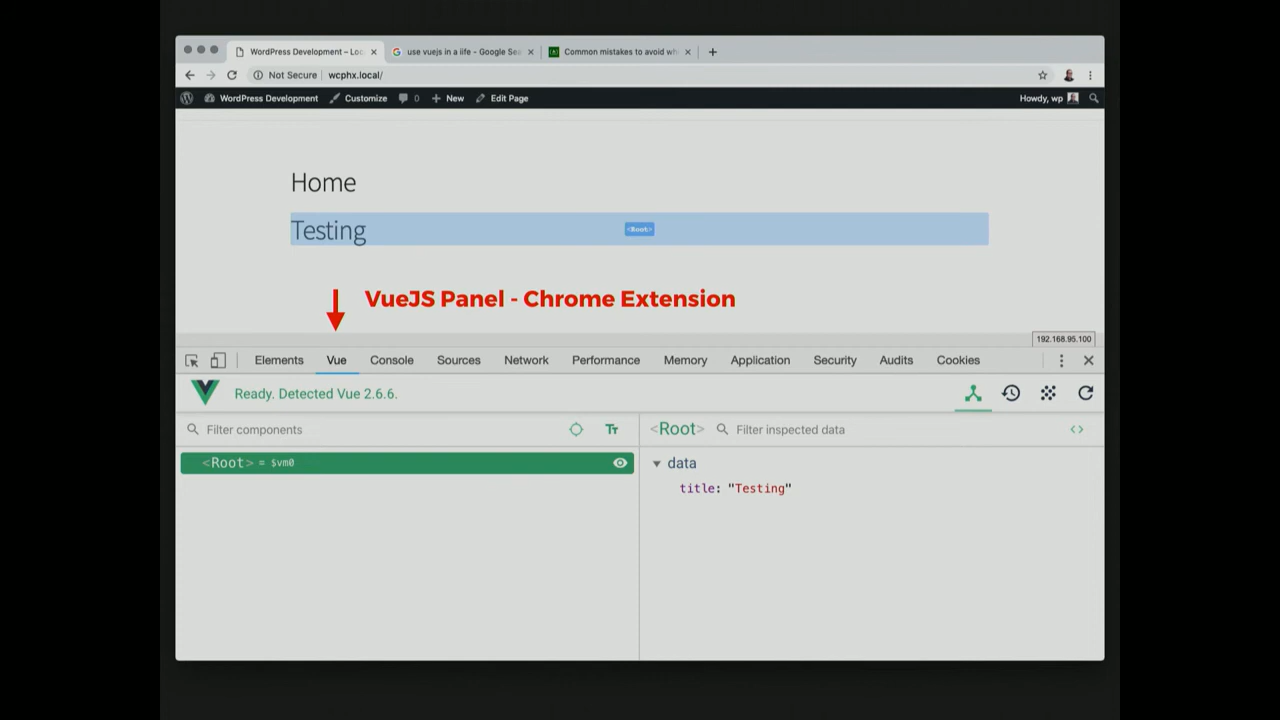 WordPress Development – Loc
use vuejs in a iife - Google Sea
Common mistakes to avoid wh
Not Secure
wcphx.local/
WordPress Development
Customize
0
New
Edit Page
Howdy, wp
Home
Testing
<Root>
VueJS Panel - Chrome Extension
192.168.95.100
Elements
Vue
Console
Sources
Network
Performance
Memory
Application
Security
Audits
Cookies
Ready. Detected Vue 2.6.6.
Filter components
Tr
<Root>
Filter inspected data
<Root> = $vm0
data
title: "Testing"